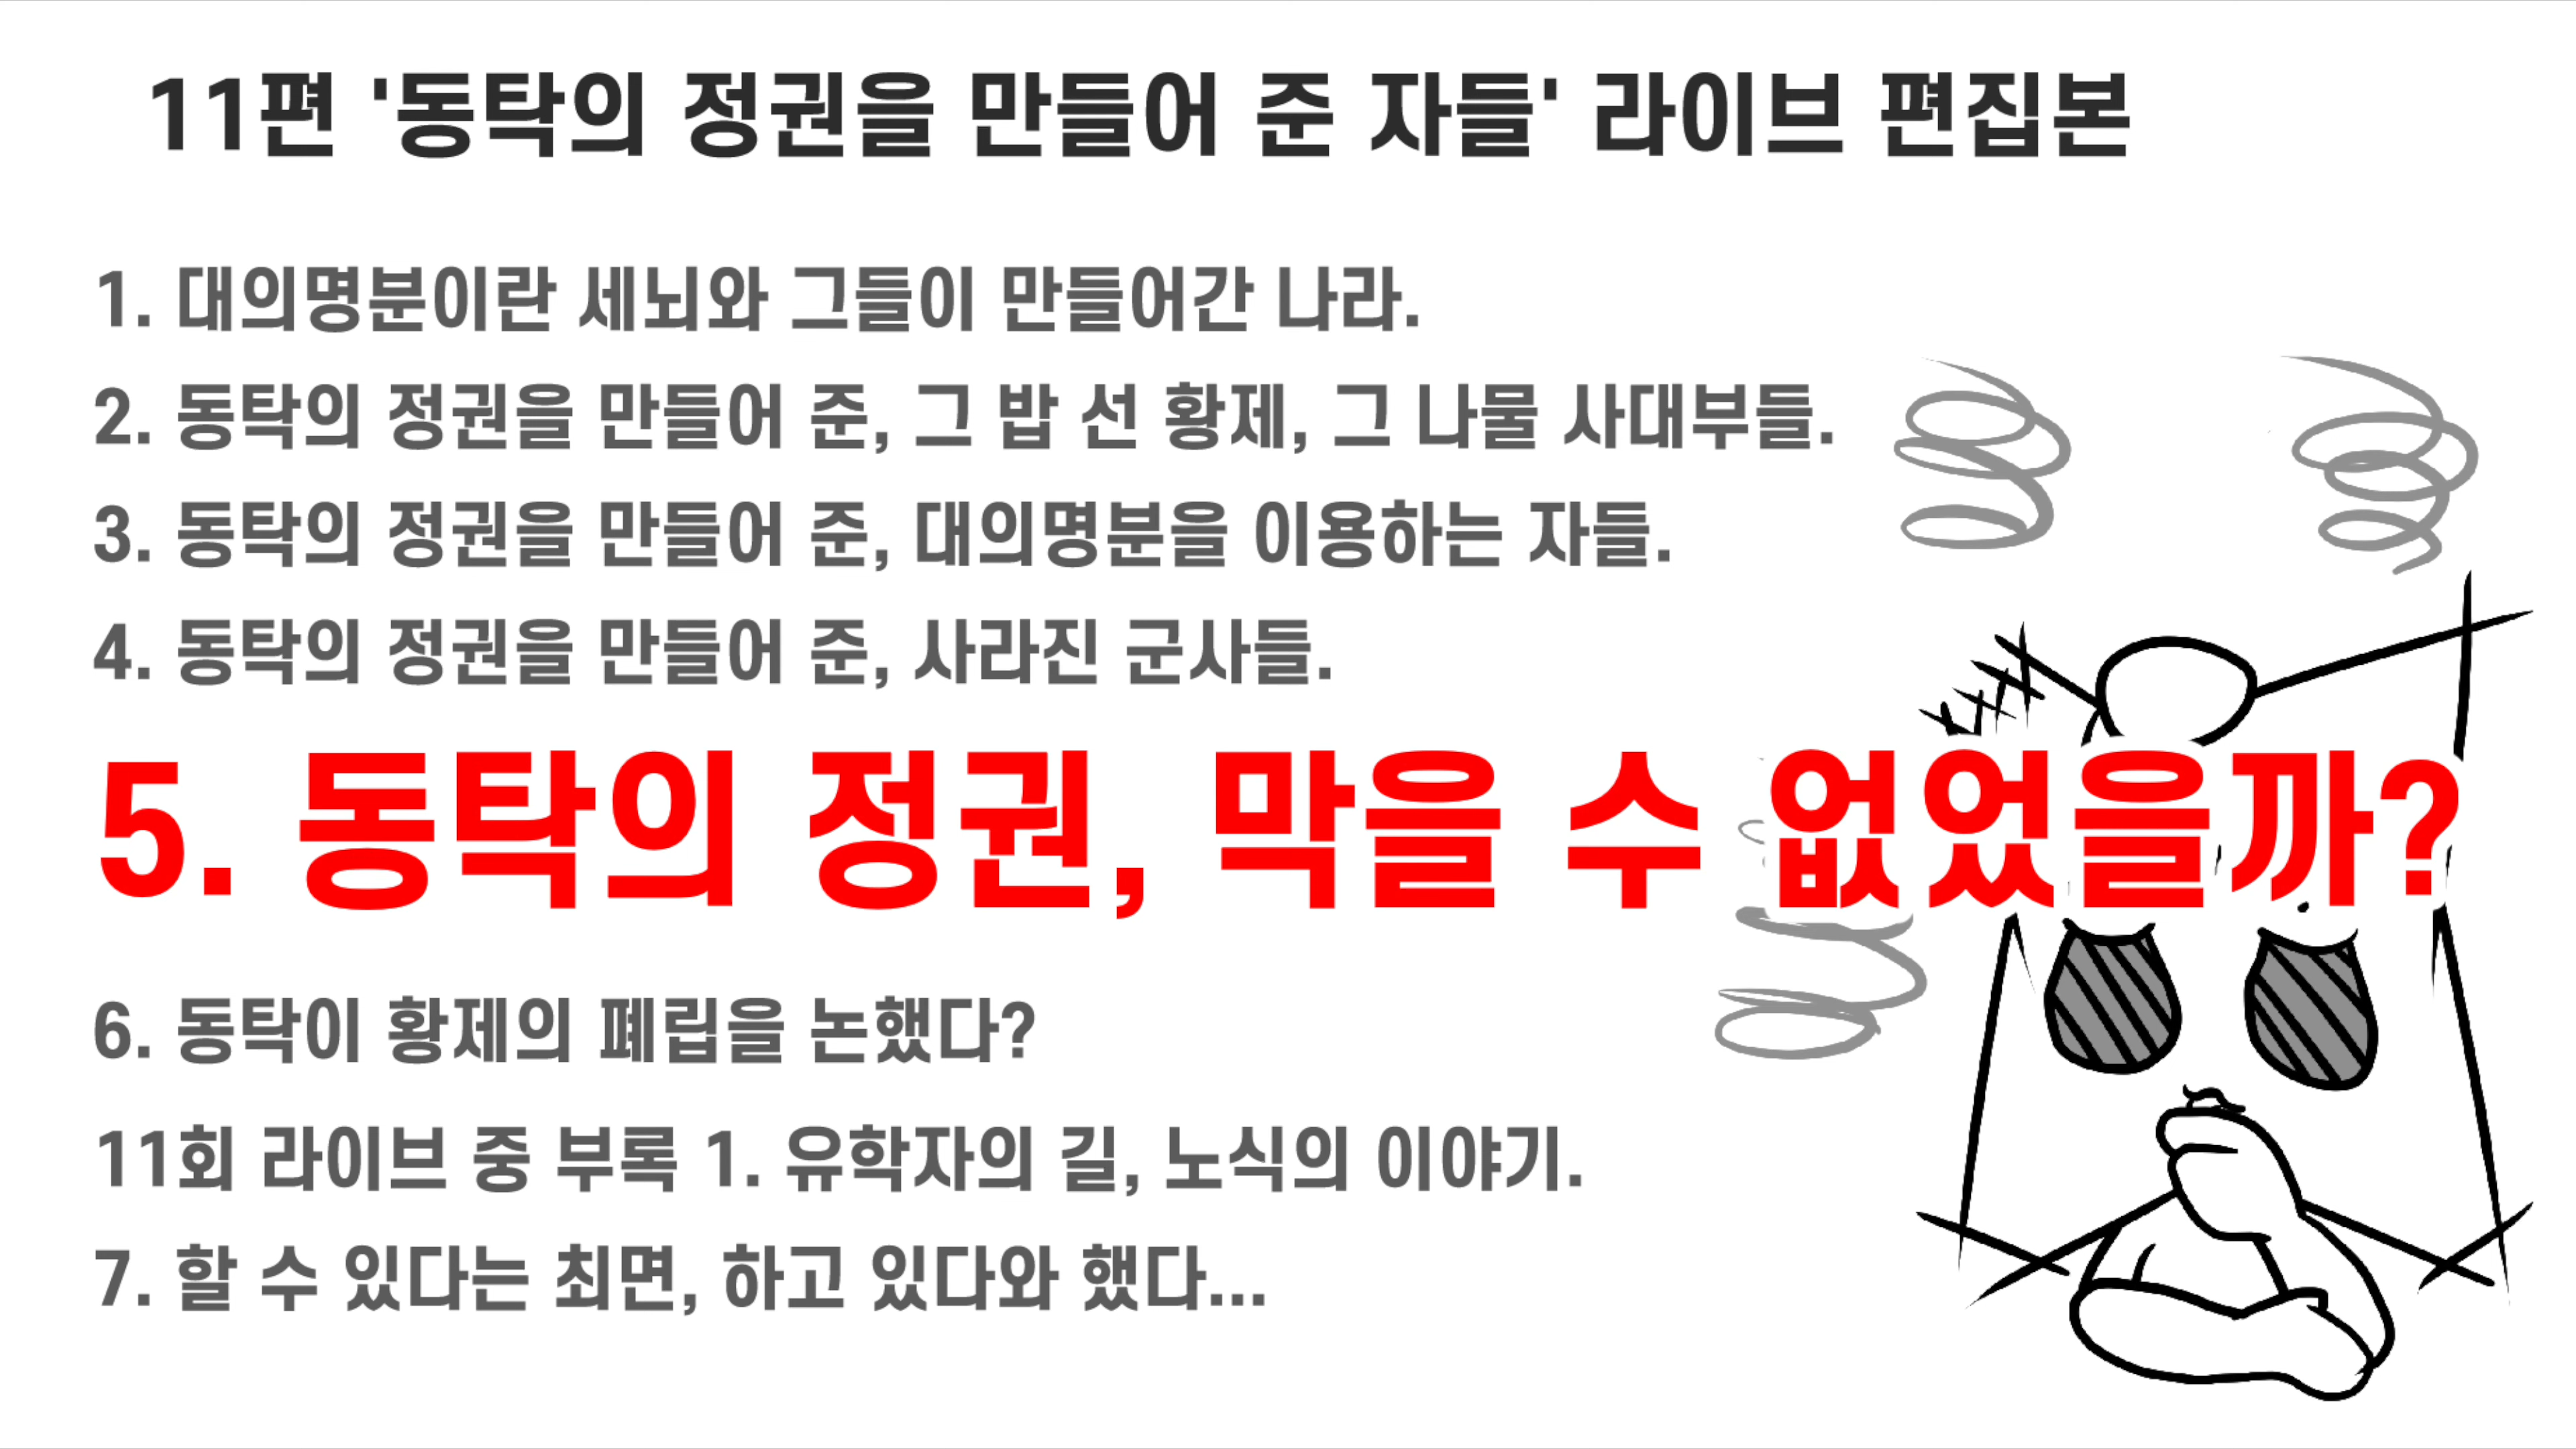 11편 '동탁의 정권을 만들어 준 자들' 라이브 편집본
1. 대의명분이란 세뇌와 그들이 만들어간 나라.
2. 동탁의 정권을 만들어 준, 그 밥 선 황제, 그 나물 사대부들.
3. 동탁의 정권을 만들어 준, 대의명분을 이용하는 자들.
4. 동탁의 정권을 만들어 준, 사라진 군사들.
5. 동탁의 정권, 막을 수 없었을까?
6. 동탁이 황제의 폐립을 논했다?
11회 라이브 중 부록 1. 유학자의 길, 노식의 이야기.
7. 할 수 있다는 최면, 하고 있다와 했다...